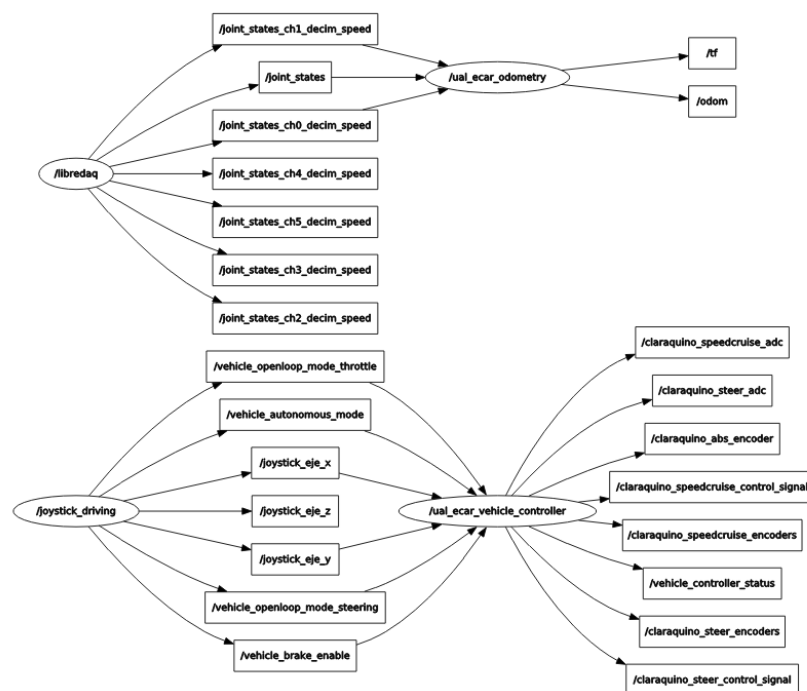 /joint_states_ch1_decim_speed
/joint_states
/joint_states_ch0_decim_speed
/joint_states_ch4_decim_speed
/joint_states_ch5_decim_speed
/joint_states_ch3_decim_speed
/joint_states_ch2_decim_speed
/libredaq
/ual_ecar_odometry
/tf
/odom
/vehicle_openloop_mode_throttle
/vehicle_autonomous_mode
/joystick_eje_x
/joystick_eje_z
/joystick_eje_y
/vehicle_openloop_mode_steering
/vehicle_brake_enable
/joystick_driving
/ual_ecar_vehicle_controller
/claraquino_speedcruise_adc
/claraquino_steer_adc
/claraquino_abs_encoder
/claraquino_speedcruise_control_signal
/claraquino_speedcruise_encoders
/vehicle_controller_status
/claraquino_steer_encoders
/claraquino_steer_control_signal